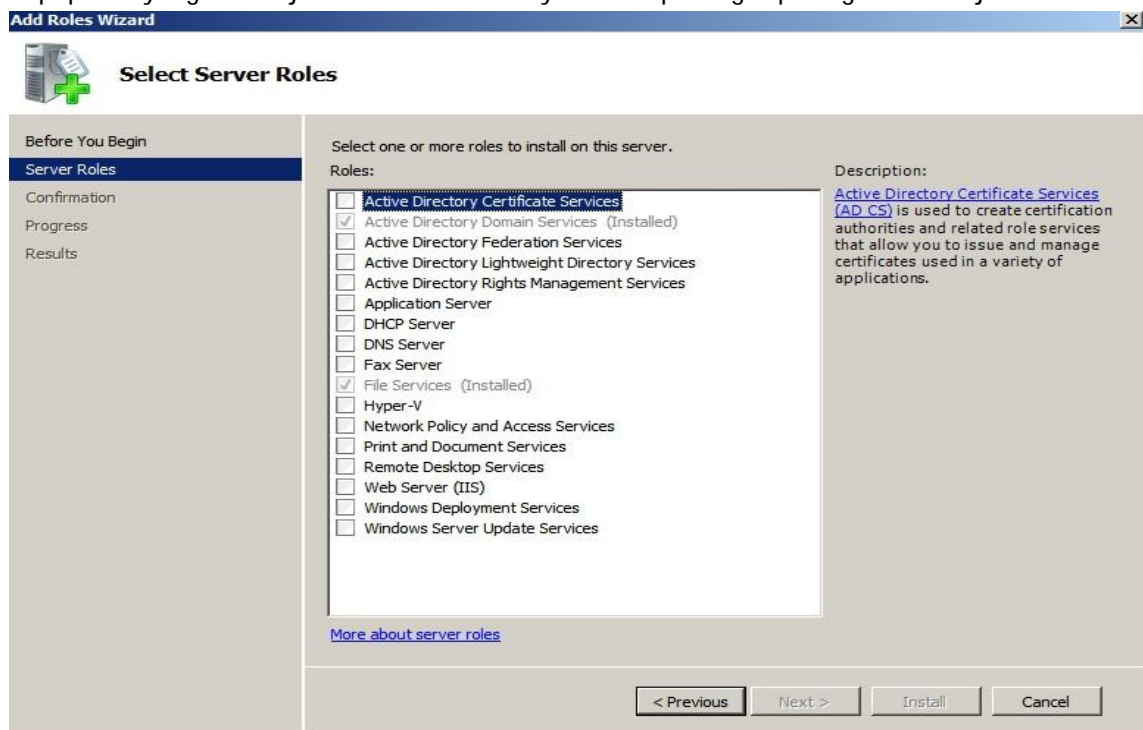 Add Roles Wizard
Select Server Roles
Before You Begin
Server Roles
Confirmation
Progress
Results
Select one or more roles to install on this server.
Roles:
Active Directory Certificate Services
Active Directory Domain Services (Installed)
Active Directory Federation Services
Active Directory Lightweight Directory Services
Active Directory Rights Management Services
Application Server
DHCP Server
DNS Server
Fax Server
File Services (Installed)
Hyper-V
Network Policy and Access Services
Print and Document Services
Remote Desktop Services
Web Server (IIS)
Windows Deployment Services
Windows Server Update Services
More about server roles
Description:
Active Directory Certificate Services
(AD CS) is used to create certification
authorities and related role services
that allow you to issue and manage
certificates used in a variety of
applications.
< Previous
Next >
Install
Cancel